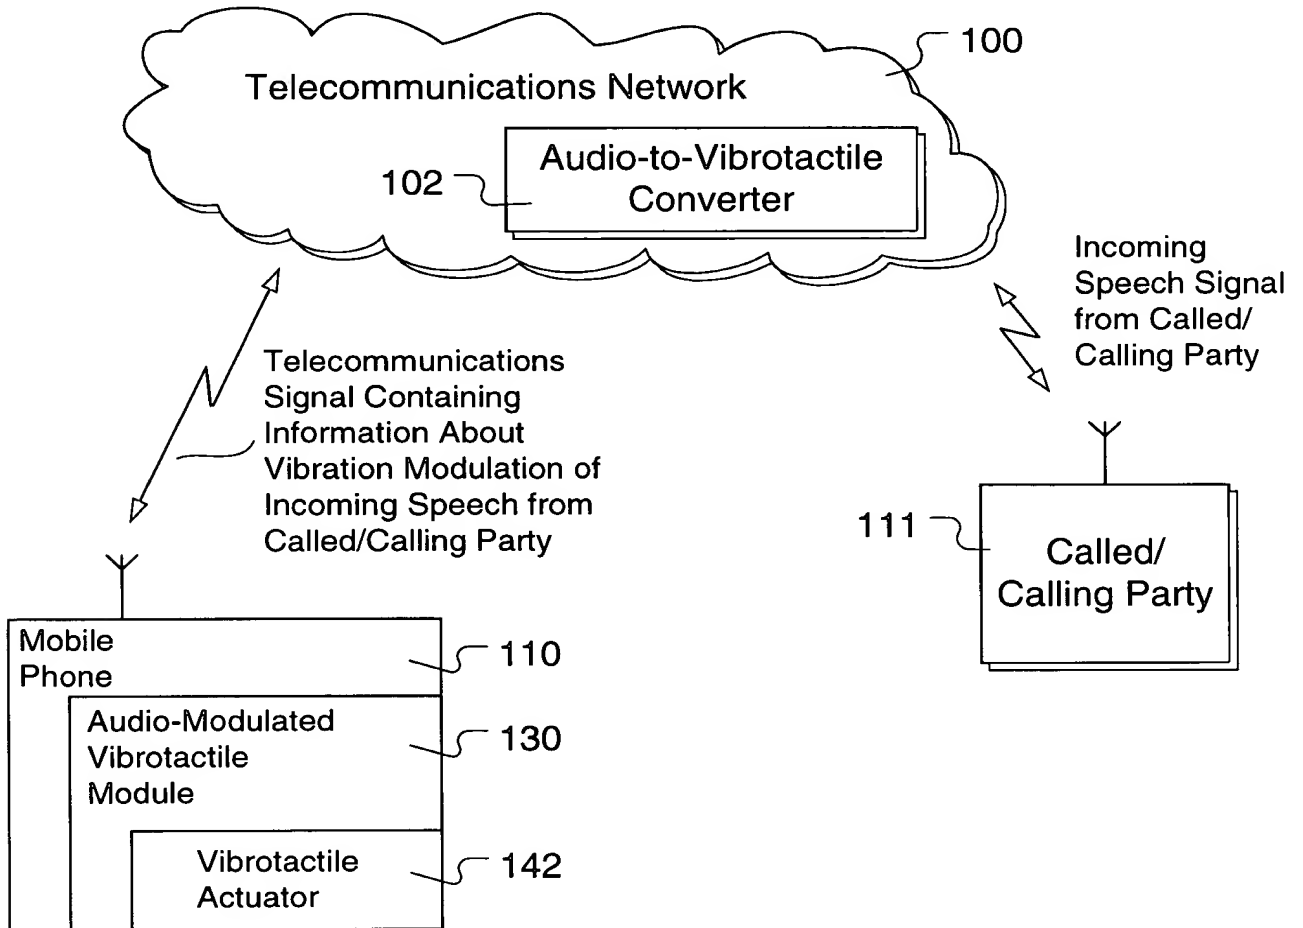 100
Telecommunications Network
Audio-to-Vibrotactile
Converter
102
Incoming
Speech Signal
from Called/
Calling Party
Telecommunications
Signal Containing
Information About
Vibration Modulation of
Incoming Speech from
Called/Calling Party
111
Called/
Calling Party
Mobile
Phone
110
Audio-Modulated
Vibrotactile
Module
130
Vibrotactile
Actuator
142